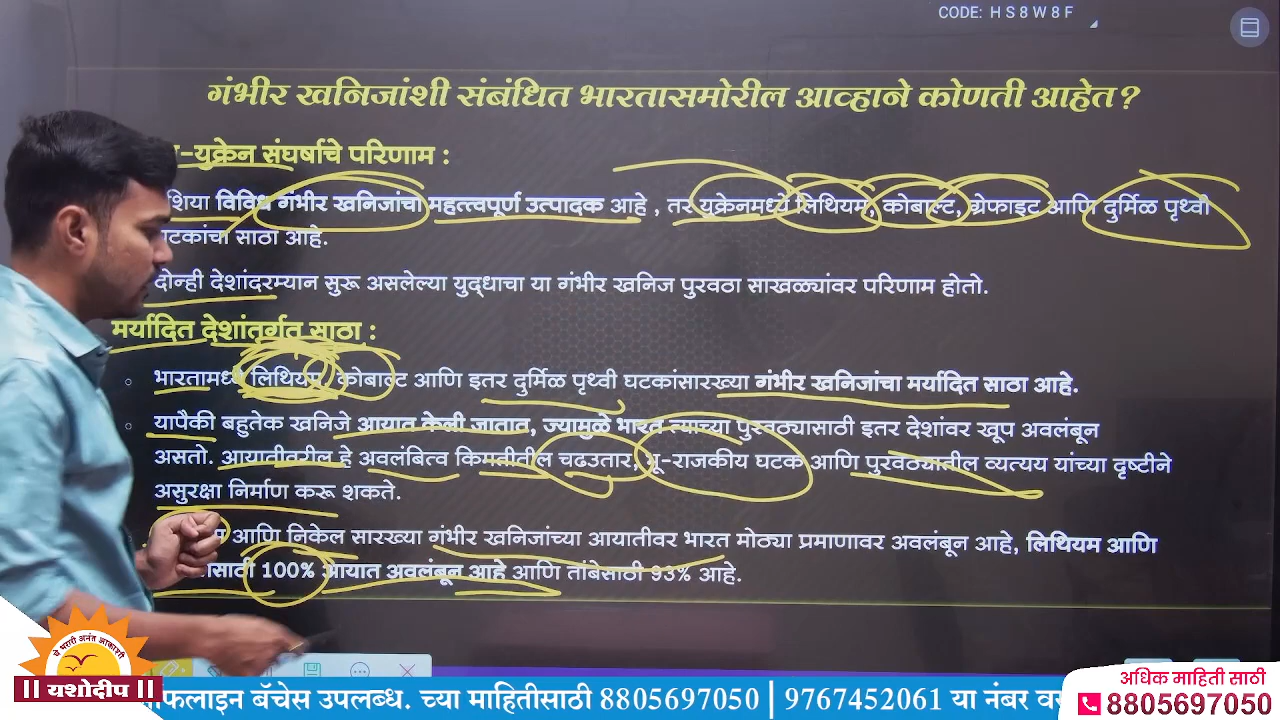 CODE: H S 8 W 8 F
गंभीर खनिजांशी संबंधित भारतासमोरील आव्हाने कोणती आहेत?
-युक्रेन संघर्षाचे परिणाम :
शिया विविध गंभीर खनिजांचा महत्त्वपूर्ण उत्पादक आहे , तर युक्रेनमध्ये लिथियम, कोबाल्ट, ग्रेफाइट आणि दुर्मिळ पृथ्वी
टकांचा साठा आहे.
दोन्ही देशांदरम्यान सुरू असलेल्या युद्धाचा या गंभीर खनिज पुरवठा साखळ्यांवर परिणाम होतो.
मर्यादित देशांतर्गत साठा :
भारतामध्ये लिथियम, कोबाल्ट आणि इतर दुर्मिळ पृथ्वी घटकांसारख्या गंभीर खनिजांचा मर्यादित साठा आहे.
यापैकी बहुतेक खनिजे आयात केली जातात, ज्यामुळे भारत त्यांच्या पुरवठ्यासाठी इतर देशांवर खूप अवलंबून
असतो. आयातीवरील हे अवलंबित्व किमतीतील चढउतार, भू-राजकीय घटक आणि पुरवठ्यातील व्यत्यय यांच्या दृष्टीने
असुरक्षा निर्माण करू शकते.
आणि निकेल सारख्या गंभीर खनिजांच्या आयातीवर भारत मोठ्या प्रमाणावर अवलंबून आहे, लिथियम आणि
साठी 100% आयात अवलंबून आहे आणि तांबेसाठी 93% आहे.
ये भारती अनंत आकाशी
|| यशोदीप ||
ऑफलाइन बॅचेस उपलब्ध. च्या माहितीसाठी 8805697050 | 9767452061 या नंबर वर
अधिक माहिती साठी
8805697050